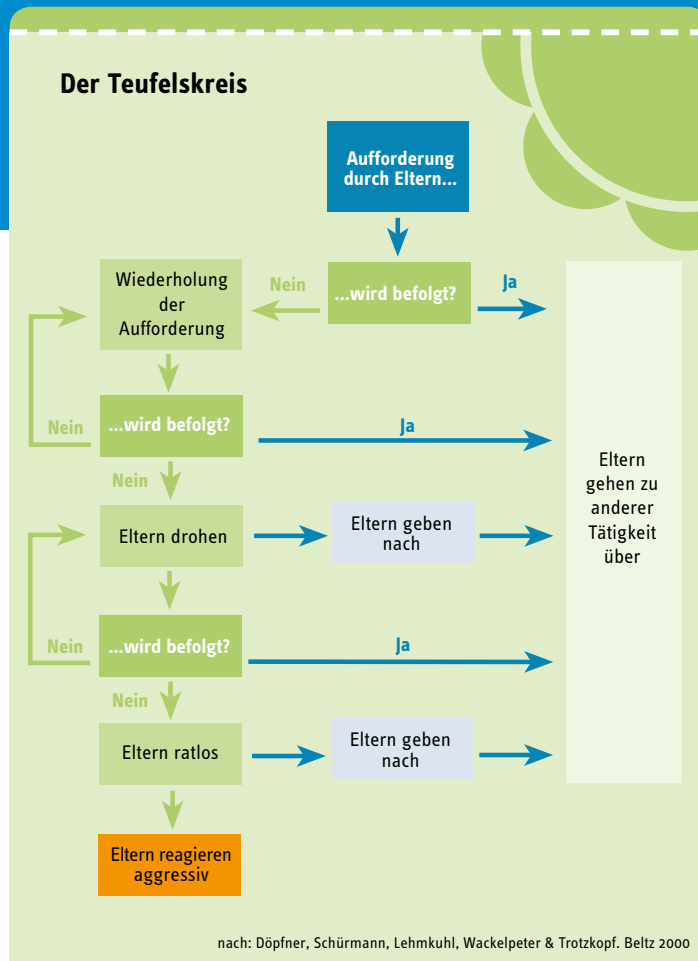 Der Teufelskreis
Aufforderung
durch Eltern...
Wiederholung
der
Aufforderung
Nein
...wird befolgt?
Ja
Nein
...wird befolgt?
Ja
Nein
Eltern
gehen zu
anderer
Tätigkeit
über
Eltern drohen
Eltern geben
nach
Nein
...wird befolgt?
Ja
Nein
Eltern ratlos
Eltern geben
nach
Eltern reagieren
aggressiv
nach: Döpfner, Schürmann, Lehmkuhl, Wackelpeter & Trotzkopf. Beltz 2000